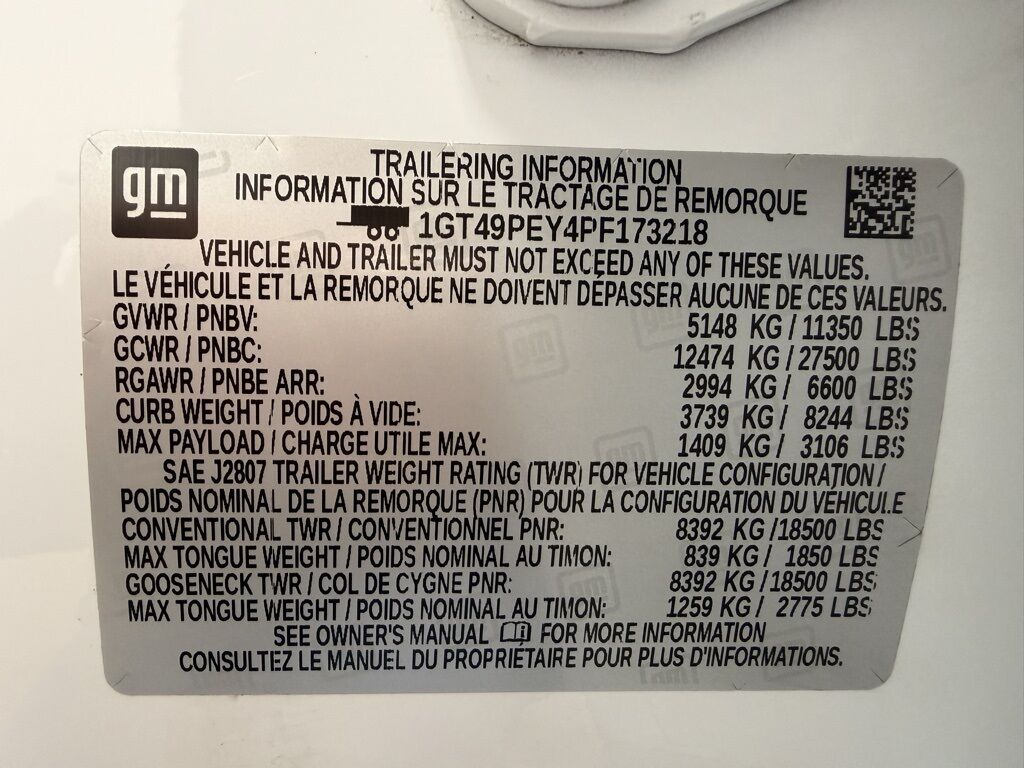 gm
TRAILERING INFORMATION
INFORMATION SUR LE TRACTAGE DE REMORQUE
1GT49PEY4PF173218
VEHICLE AND TRAILER MUST NOT EXCEED ANY OF THESE VALUES.
LE VÉHICULE ET LA REMORQUE NE DOIVENT DÉPASSER AUCUNE DE CES VALEURS.
GVWR / PNBV: 5148 KG / 11350 LBS
GCWR / PNBC: 12474 KG / 27500 LBS
RGAWR / PNBE ARR: 2994 KG / 6600 LBS
CURB WEIGHT / POIDS À VIDE: 3739 KG / 8244 LBS
MAX PAYLOAD / CHARGE UTILE MAX: 1409 KG / 3106 LBS
SAE J2807 TRAILER WEIGHT RATING (TWR) FOR VEHICLE CONFIGURATION /
POIDS NOMINAL DE LA REMORQUE (PNR) POUR LA CONFIGURATION DU VÉHICULE
CONVENTIONAL TWR / CONVENTIONNEL PNR: 8392 KG /18500 LBS
MAX TONGUE WEIGHT / POIDS NOMINAL AU TIMON: 839 KG / 1850 LBS
GOOSENECK TWR / COL DE CYGNE PNR: 8392 KG /18500 LBS
MAX TONGUE WEIGHT / POIDS NOMINAL AU TIMON: 1259 KG / 2775 LBS
SEE OWNER'S MANUAL FOR MORE INFORMATION
CONSULTEZ LE MANUEL DU PROPRIÉTAIRE POUR PLUS D'INFORMATIONS.